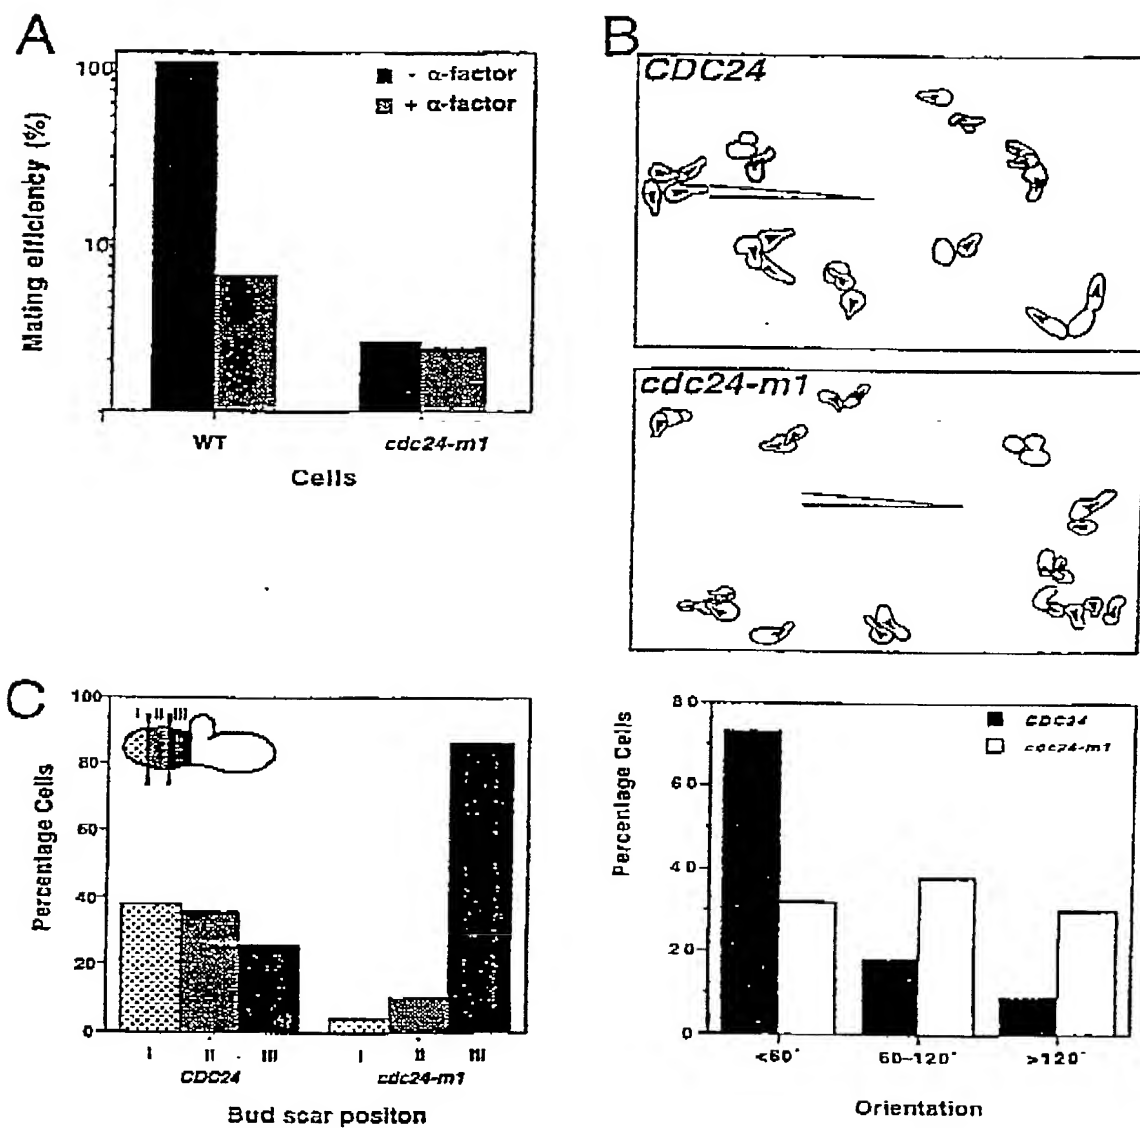 A
100
10
Mating efficiency (%)
- α-factor
+ α-factor
WT
cdc24-m1
Cells
B
CDC24
cdc24-m1
C
100
80
60
40
20
0
Percentage Cells
I II III
I II III I II III
CDC24 cdc24-m1
Bud scar positon
80
60
40
20
0
Percentage Cells
CDC24
cdc24-m1
<60° 60–120° >120°
Orientation